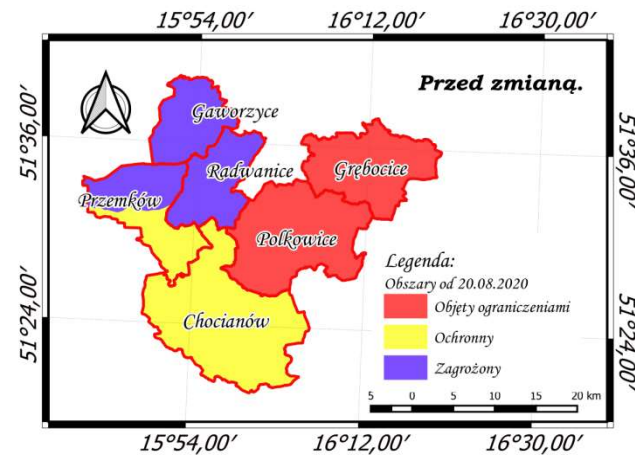 15°54,00′ 16°12,00′ 16°30,00′
Przed zmianą.
51°36,00′
51°36,00′
Gaworzyce
Radwanice
Grębocice
Przemków
Polkowice
Legenda:
Obszary od 20.08.2020
Objęty ograniczeniami
Ochronny
Zagrożony
Chocianów
51°24,00′
51°24,00′
5 0 5 10 15 20 km
15°54,00′ 16°12,00′ 16°30,00′